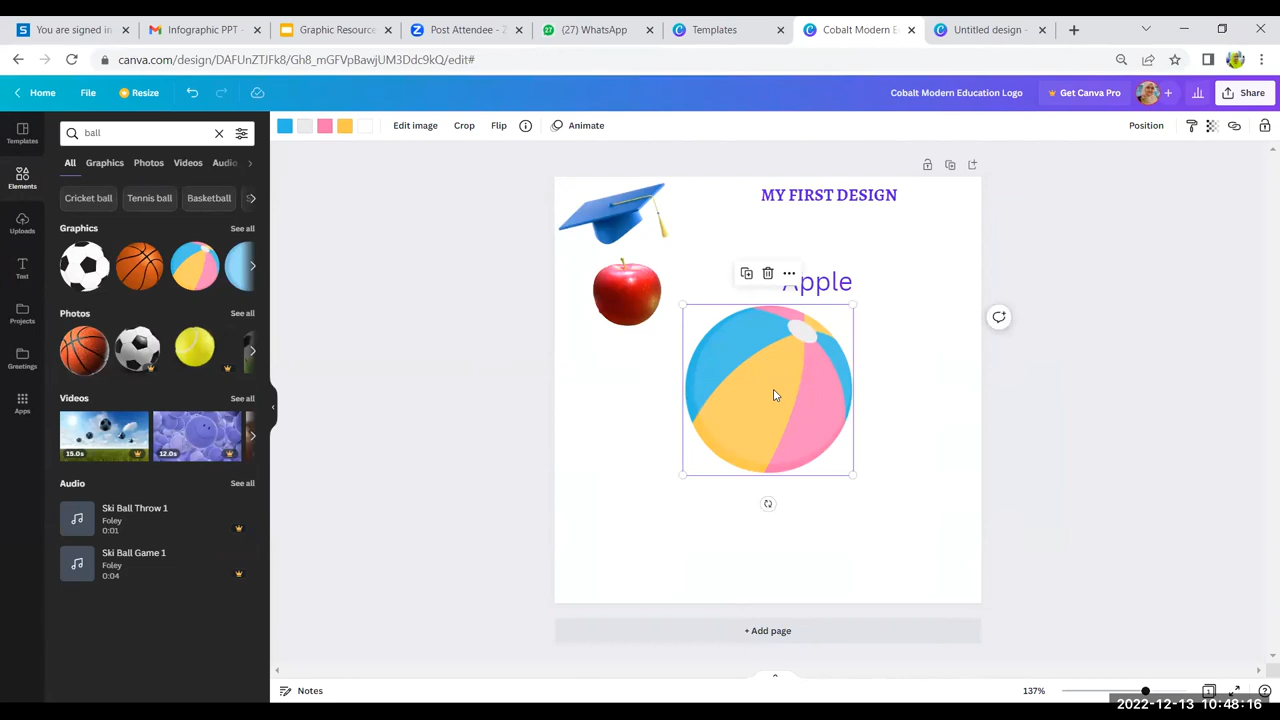 You are signed in
Infographic PPT -
Graphic Resource
Post Attendee - Z
(27) WhatsApp
Templates
Cobalt Modern E
Untitled design -
canva.com/design/DAFUnZTJFk8/Gh8_mGFVpBawjUM3Ddc9kQ/edit#
Home
File
Resize
Cobalt Modern Education Logo
Get Canva Pro
Share
ball
Edit image
Crop
Flip
Animate
Position
Templates
Elements
Uploads
Text
Projects
Greetings
Apps
All
Graphics
Photos
Videos
Audio
Cricket ball
Tennis ball
Basketball
Graphics
See all
Photos
See all
Videos
See all
15.0s
12.0s
Audio
See all
Ski Ball Throw 1
Foley
0:01
Ski Ball Game 1
Foley
0:04
MY FIRST DESIGN
Apple
+ Add page
Notes
137%
1
2022-12-13 10:48:16